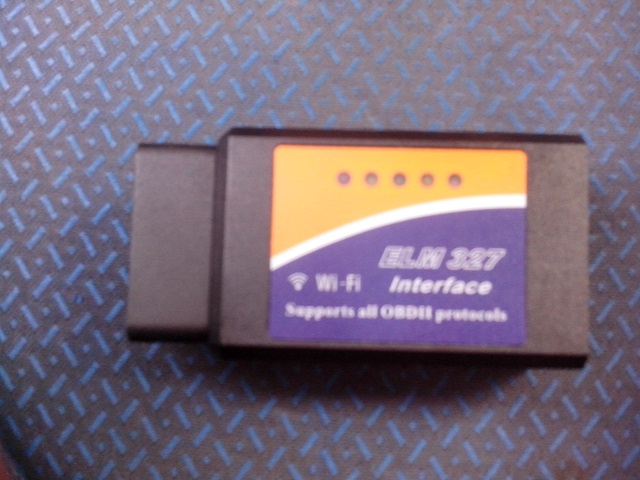 ELM 327
Wi-Fi Interface
Supports all OBDII protocols